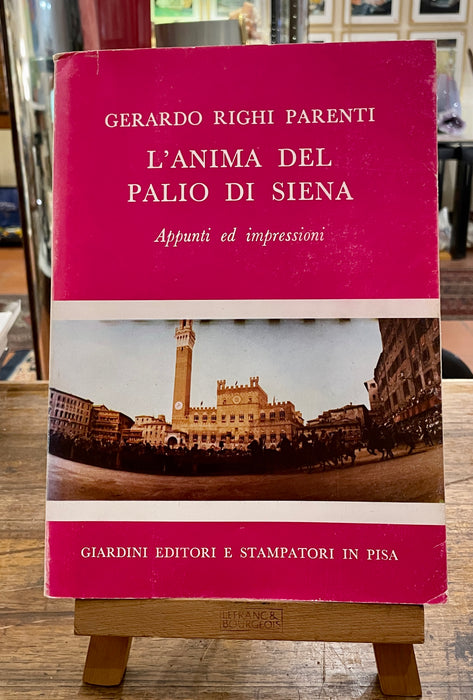 GERARDO RIGHI PARENTI
L'ANIMA DEL
PALIO DI SIENA
Appunti ed impressioni
GIARDINI EDITORI E STAMPATORI IN PISA
LEFRANC &
BOURGEOIS